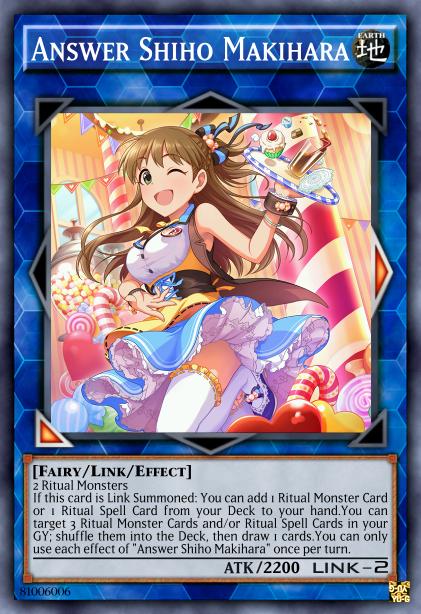 ANSWER SHIHO MAKIHARA
EARTH
地
[FAIRY/LINK/EFFECT]
2 Ritual Monsters
If this card is Link Summoned: You can add 1 Ritual Monster Card
or 1 Ritual Spell Card from your Deck to your hand.You can
target 3 Ritual Monster Cards and/or Ritual Spell Cards in your
GY; shuffle them into the Deck, then draw 1 cards.You can only
use each effect of "Answer Shiho Makihara" once per turn.
ATK/2200 LINK-2
81006006